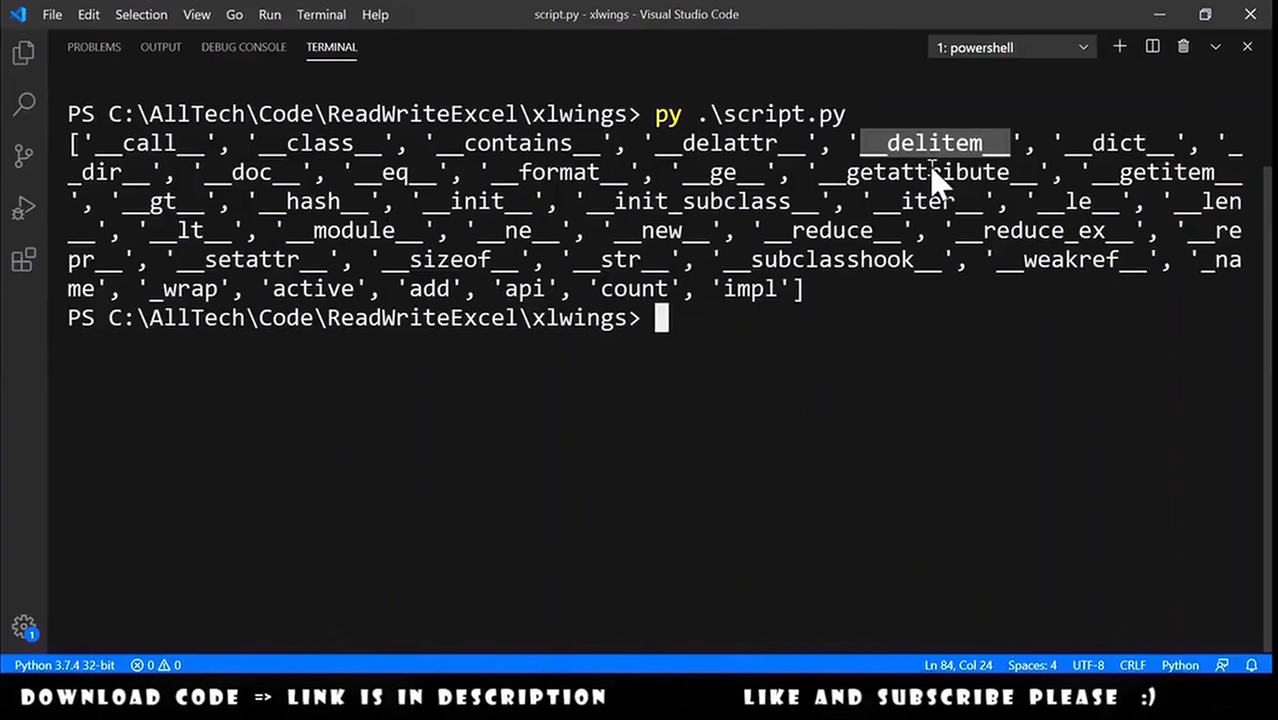 File Edit Selection View Go Run Terminal Help script.py - xlwings - Visual Studio Code
PROBLEMS OUTPUT DEBUG CONSOLE TERMINAL 1: powershell
PS C:\AllTech\Code\ReadWriteExcel\xlwings> py .\script.py
['__call__', '__class__', '__contains__', '__delattr__', '__delitem__', '__dict__', '_
_dir__', '__doc__', '__eq__', '__format__', '__ge__', '__getattribute__', '__getitem__
', '__gt__', '__hash__', '__init__', '__init_subclass__', '__iter__', '__le__', '__len
__', '__lt__', '__module__', '__ne__', '__new__', '__reduce__', '__reduce_ex__', '__re
pr__', '__setattr__', '__sizeof__', '__str__', '__subclasshook__', '__weakref__', '_na
me', '_wrap', 'active', 'add', 'api', 'count', 'impl']
PS C:\AllTech\Code\ReadWriteExcel\xlwings>
1
Python 3.7.4 32-bit 0 0 Ln 84, Col 24 Spaces: 4 UTF-8 CRLF Python
DOWNLOAD CODE => LINK IS IN DESCRIPTION LIKE AND SUBSCRIBE PLEASE :)